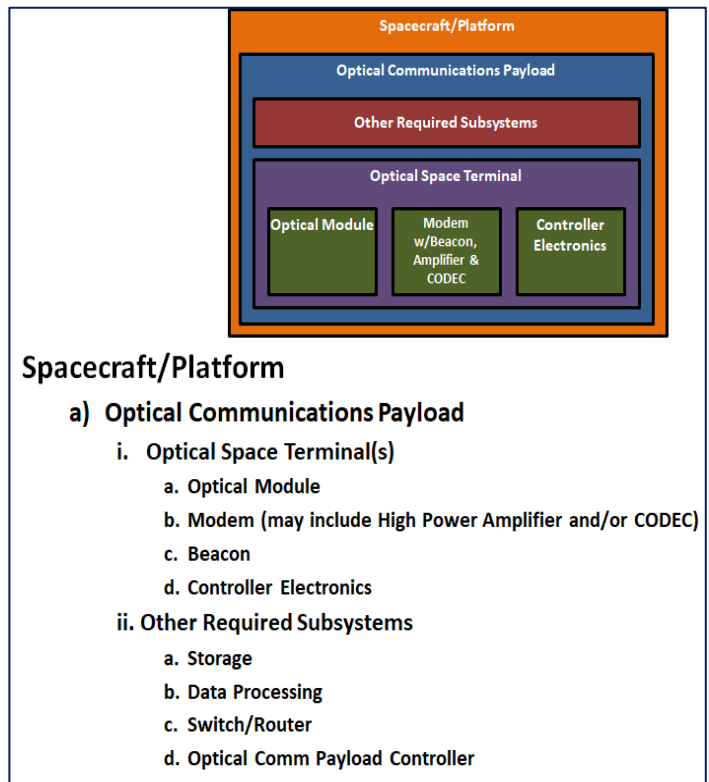 Spacecraft/Platform
Optical Communications Payload
Other Required Subsystems
Optical Space Terminal
Optical Module
Modem
w/Beacon,
Amplifier &
CODEC
Controller
Electronics
Spacecraft/Platform
a) Optical Communications Payload
i. Optical Space Terminal(s)
a. Optical Module
b. Modem (may include High Power Amplifier and/or CODEC)
c. Beacon
d. Controller Electronics
ii. Other Required Subsystems
a. Storage
b. Data Processing
c. Switch/Router
d. Optical Comm Payload Controller